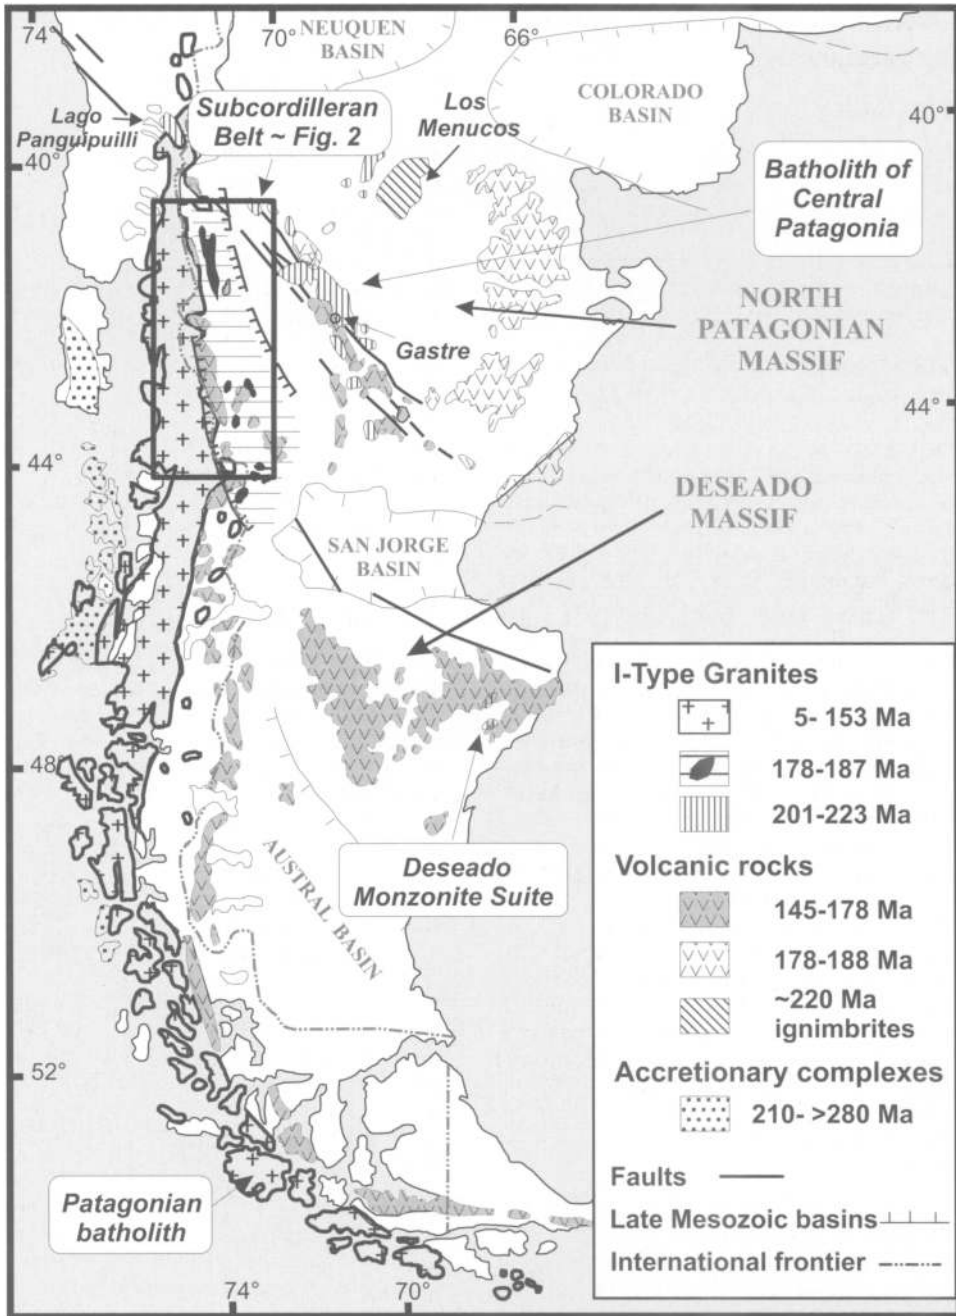 74°
70°
66°
NEUQUEN
BASIN
COLORADO
BASIN
40°
Lago
Panguipuilli
Subcordilleran
Belt ~ Fig. 2
Los
Menucos
40°
Batholith of
Central
Patagonia
NORTH
PATAGONIAN
MASSIF
Gastre
44°
44°
DESEADO
MASSIF
SAN JORGE
BASIN
48°
AUSTRAL BASIN
Deseado
Monzonite Suite
52°
Patagonian
batholith
74°
70°
I-Type Granites
5- 153 Ma
178-187 Ma
201-223 Ma
Volcanic rocks
145-178 Ma
178-188 Ma
~220 Ma
ignimbrites
Accretionary complexes
210- >280 Ma
Faults
Late Mesozoic basins
International frontier